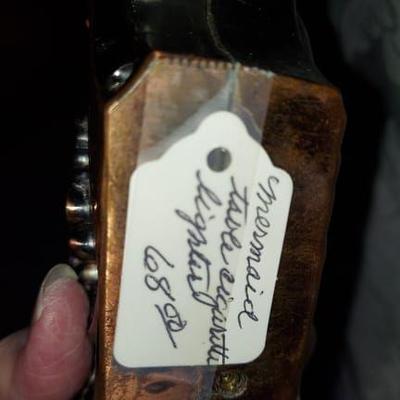 mermaid
table cigarette
lighter
68 00